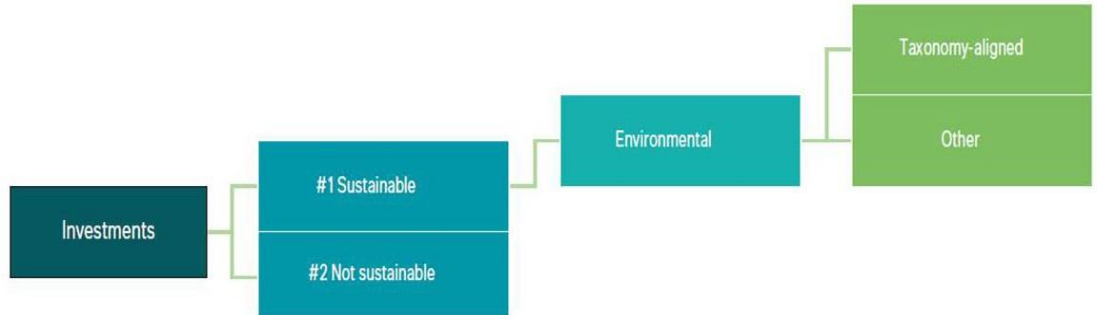 Investments
#1 Sustainable
#2 Not sustainable
Environmental
Taxonomy-aligned
Other